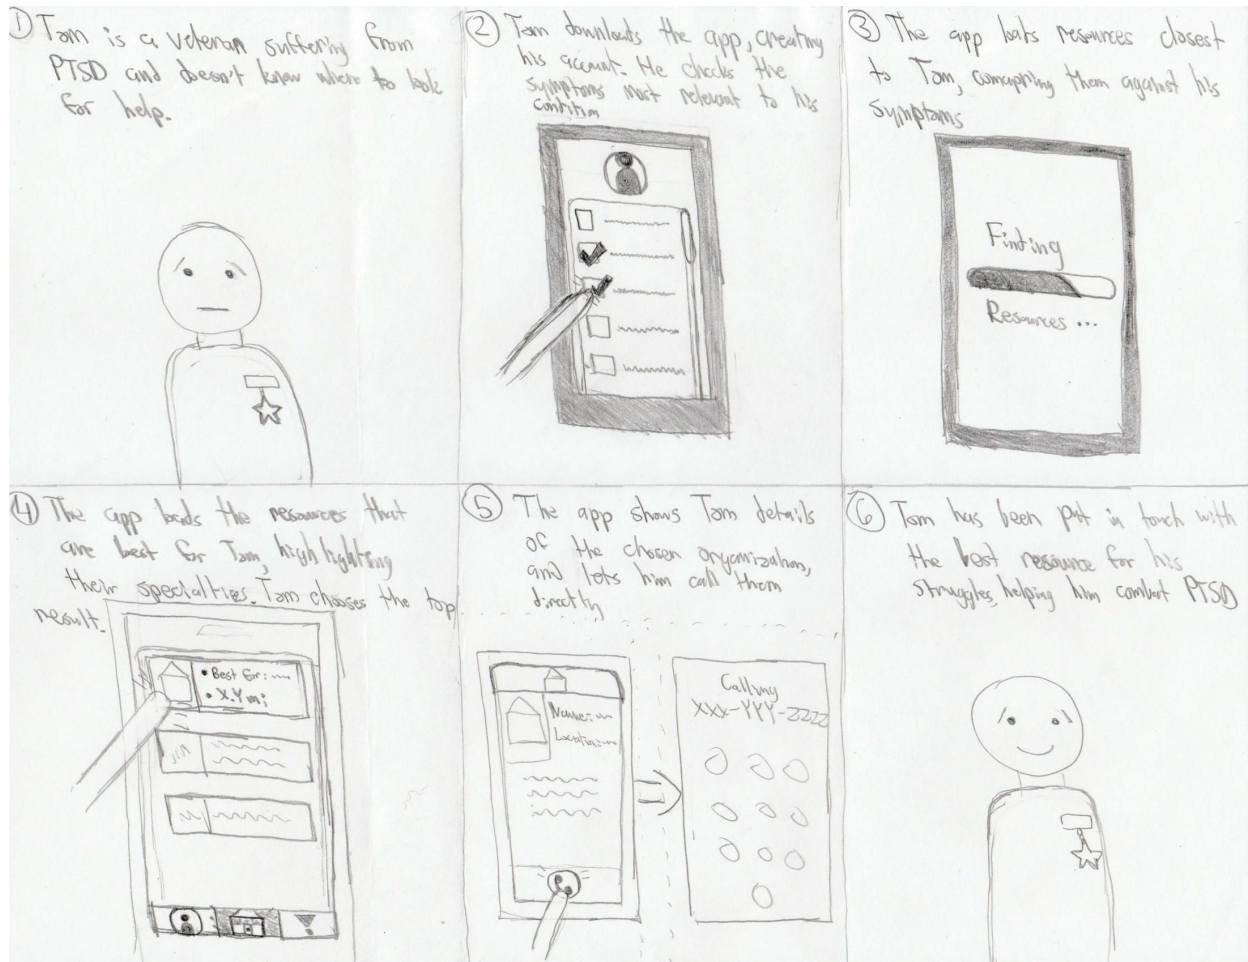 ① Tom is a veteran suffering from
PTSD and doesn't know where to look
for help.
② Tom downloads the app, creating
his account. He checks the
symptoms most relevant to his
contition
③ The app loads resources closest
to Tom, comapring them against his
symptoms
Finding
Resources ...
④ The app loads the resources that
are best for Tom, highlighting
their specialties. Tom chooses the top
result.
• Best for:
• X.Y mi
⑤ The app shows Tom details
of the chosen organization,
and lets him call them
directly
Name:
Location:
Calling
XXX-YYY-ZZZZ
⑥ Tom has been put in touch with
the best resource for his
struggles, helping him combat PTSD